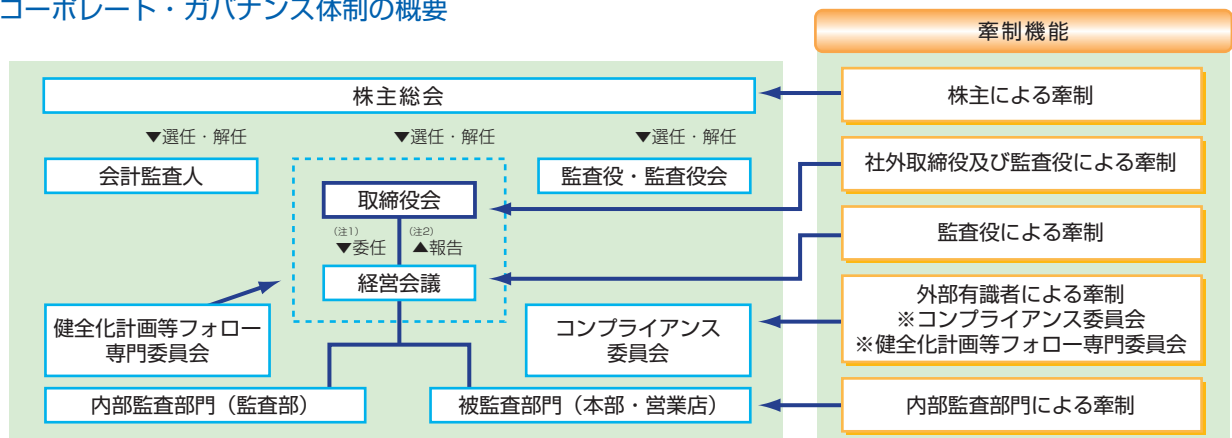 コーポレート・ガバナンス体制の概要
牽制機能
株主総会
株主による牽制
▼選任・解任
▼選任・解任
▼選任・解任
会計監査人
監査役・監査役会
社外取締役及び監査役による牽制
取締役会
(注1)
(注2)
▼委任
▲報告
監査役による牽制
経営会議
健全化計画等フォロー
専門委員会
コンプライアンス
委員会
外部有識者による牽制
※コンプライアンス委員会
※健全化計画等フォロー専門委員会
内部監査部門（監査部）
被監査部門（本部・営業店）
内部監査部門による牽制